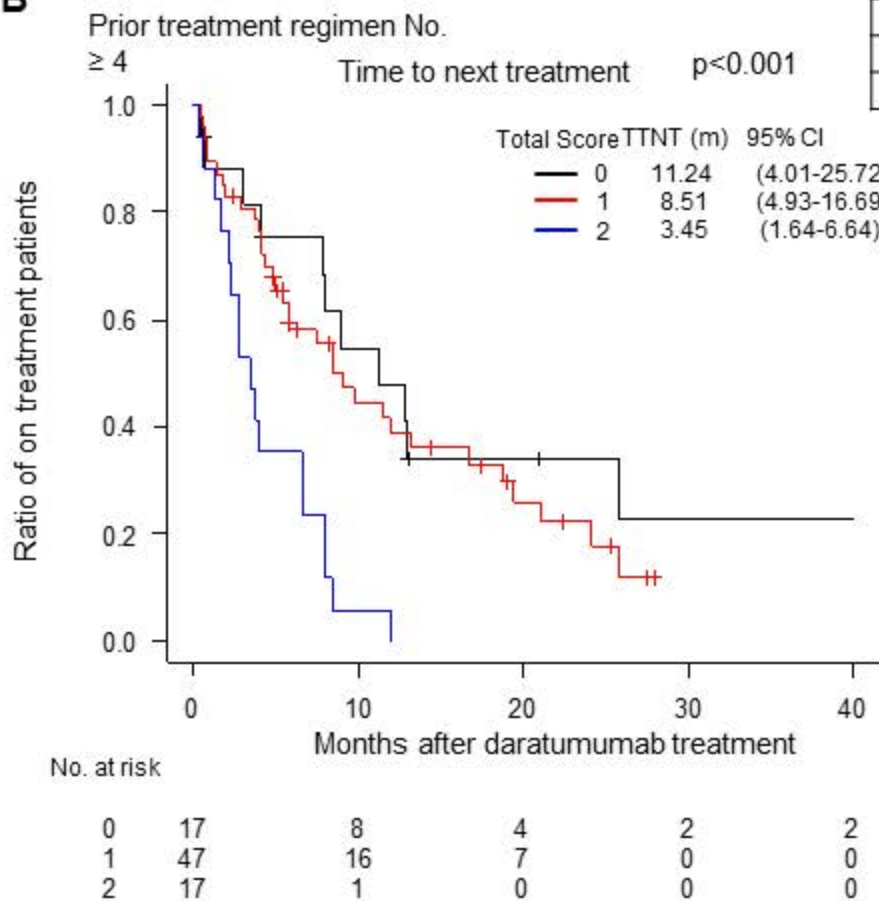 B
Prior treatment regimen No.
≥ 4
Time to next treatment p<0.001
Total Score TTNT (m) 95% CI
0 11.24 (4.01-25.72
1 8.51 (4.93-16.69
2 3.45 (1.64-6.64)
Ratio of on treatment patients
1.0
0.8
0.6
0.4
0.2
0.0
0 10 20 30 40
Months after daratumumab treatment
No. at risk
0 17 8 4 2 2
1 47 16 7 0 0
2 17 1 0 0 0